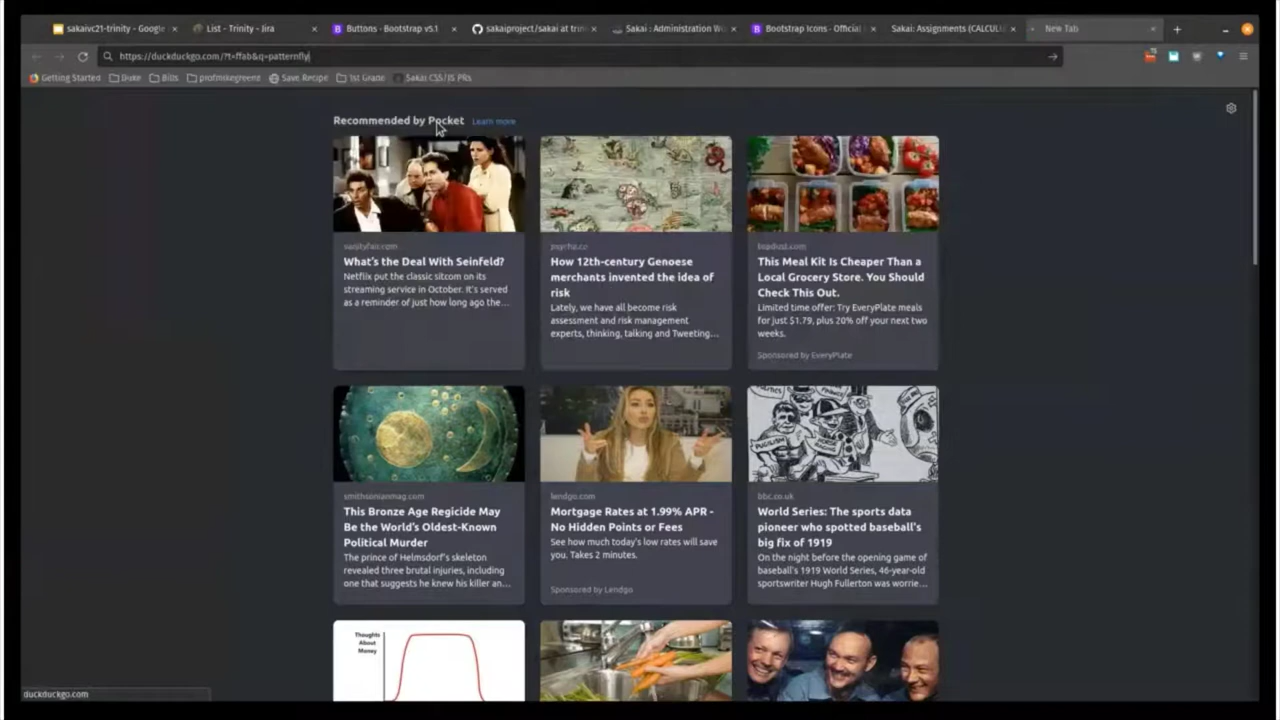 sakaivc21-trinity - Google
List - Trinity - Jira
Buttons · Bootstrap v5.1
sakaiproject/sakai at trin
Sakai : Administration W
Bootstrap Icons · Official
Sakai: Assignments (CALCUL
New Tab
https://duckduckgo.com/?t=ffab&q=patternfly
Getting Started
Duke
Bills
profmikegreene
Save Recipe
1st Grade
Sakai CSS/JS PRs
Recommended by Pocket
Learn more
vanityfair.com
What's the Deal With Seinfeld?
Netflix put the classic sitcom on its
streaming service in October. It's served
as a reminder of just how long ago the...
psyche.co
How 12th-century Genoese
merchants invented the idea of
risk
Lately, we have all become risk
assessment and risk management
experts, thinking, talking and Tweeting...
This Meal Kit Is Cheaper Than a
Local Grocery Store. You Should
Check This Out.
Limited time offer: Try EveryPlate meals
for just $1.79, plus 20% off your next two
weeks.
Sponsored by EveryPlate
smithsonianmag.com
This Bronze Age Regicide May
Be the World's Oldest-Known
Political Murder
The prince of Helmsdorf's skeleton
revealed three brutal injuries, including
one that suggests he knew his killer an...
lendgo.com
Mortgage Rates at 1.99% APR -
No Hidden Points or Fees
See how much today's low rates will save
you. Takes 2 minutes.
Sponsored by Lendgo
PUGILISM
HORSE RACING
bbc.co.uk
World Series: The sports data
pioneer who spotted baseball's
big fix of 1919
On the night before the opening game of
baseball's 1919 World Series, 46-year-old
sportswriter Hugh Fullerton was worrie...
Thoughts
About
Money
duckduckgo.com